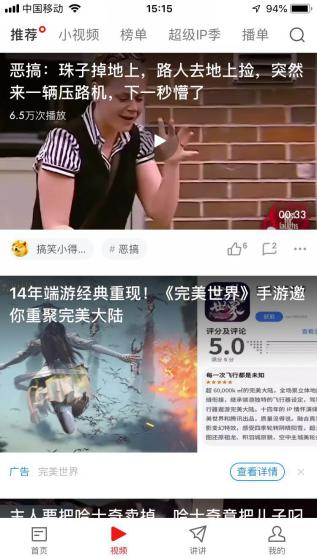 中国移动
15:15
94%
推荐 小视频 榜单 超级IP季 播单
恶搞：珠子掉地上，路人去地上捡，突然
来一辆压路机，下一秒懵了
6.5万次播放
laughs
00:33
搞笑小得... # 恶搞
6
2
14年端游经典重现！《完美世界》手游邀
你重聚完美大陆
评分及评论
5.0
满分 5 分
每一次飞行都是未知
广告 完美世界
查看详情
主人要把哈士奇卖掉，哈士奇竟把儿子叼
首页 视频 讲讲 我的